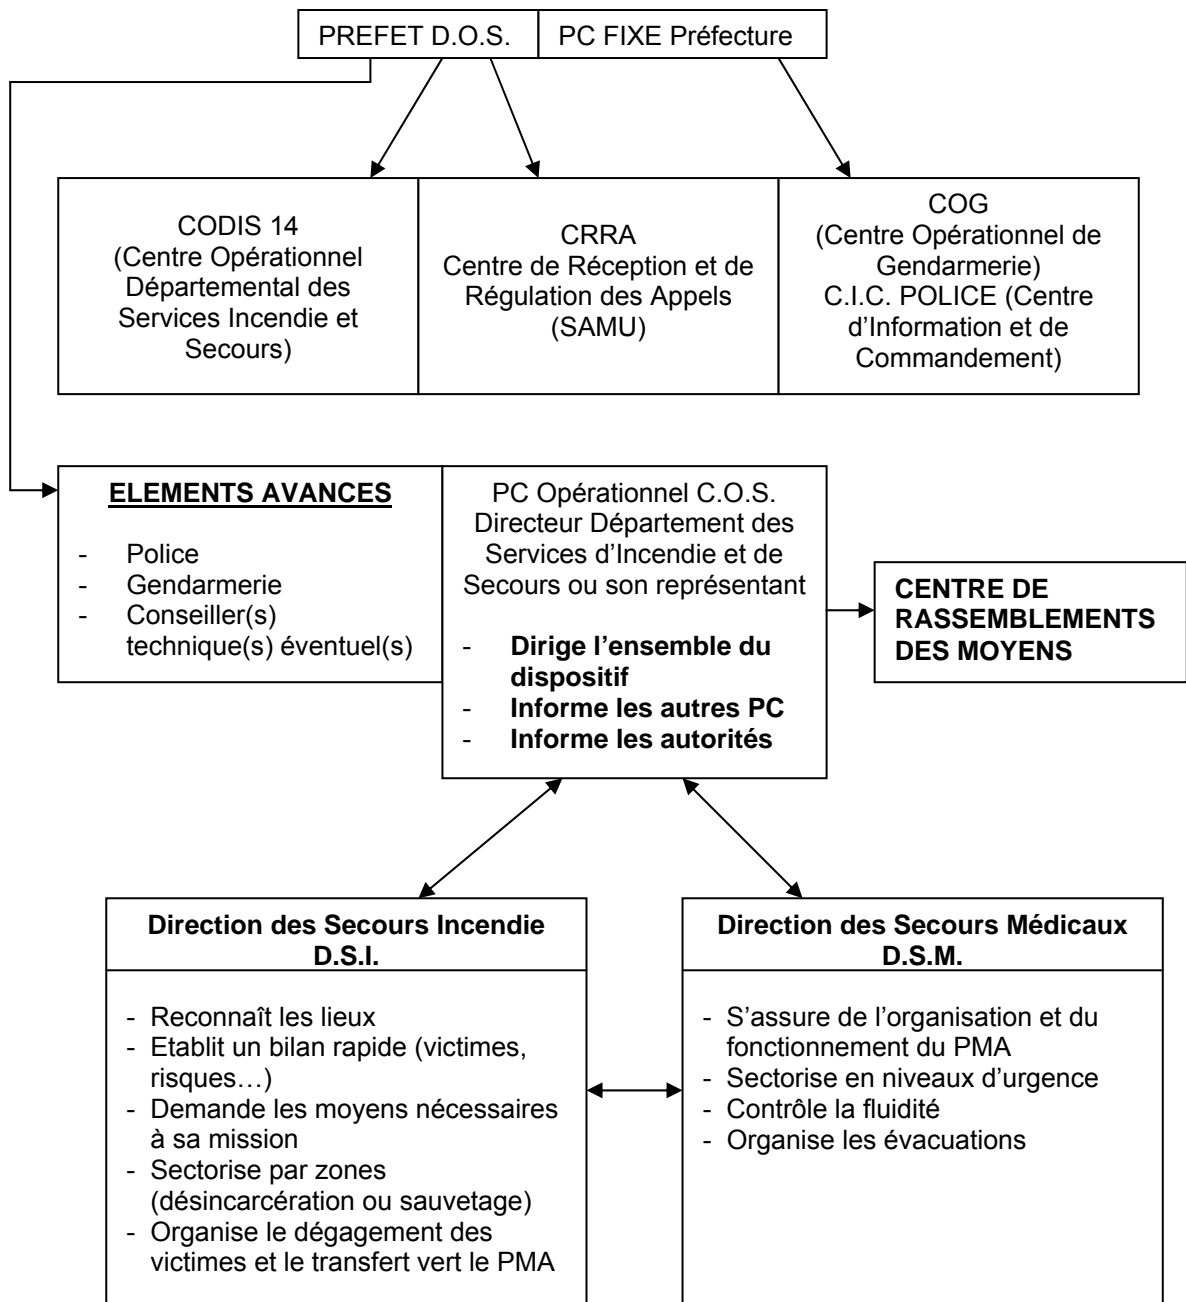 PREFET D.O.S.
PC FIXE Préfecture
CODIS 14
(Centre Opérationnel
Départemental des
Services Incendie et
Secours)
CRRA
Centre de Réception et de
Régulation des Appels
(SAMU)
COG
(Centre Opérationnel de
Gendarmerie)
C.I.C. POLICE (Centre
d’Information et de
Commandement)
ELEMENTS AVANCES
- Police
- Gendarmerie
- Conseiller(s)
technique(s) éventuel(s)
PC Opérationnel C.O.S.
Directeur Département des
Services d’Incendie et de
Secours ou son représentant
- Dirige l’ensemble du
dispositif
- Informe les autres PC
- Informe les autorités
CENTRE DE
RASSEMBLEMENTS
DES MOYENS
Direction des Secours Incendie
D.S.I.
- Reconnaît les lieux
- Etablit un bilan rapide (victimes,
risques…)
- Demande les moyens nécessaires
à sa mission
- Sectorise par zones
(désincarcération ou sauvetage)
- Organise le dégagement des
victimes et le transfert vert le PMA
Direction des Secours Médicaux
D.S.M.
- S’assure de l’organisation et du
fonctionnement du PMA
- Sectorise en niveaux d’urgence
- Contrôle la fluidité
- Organise les évacuations